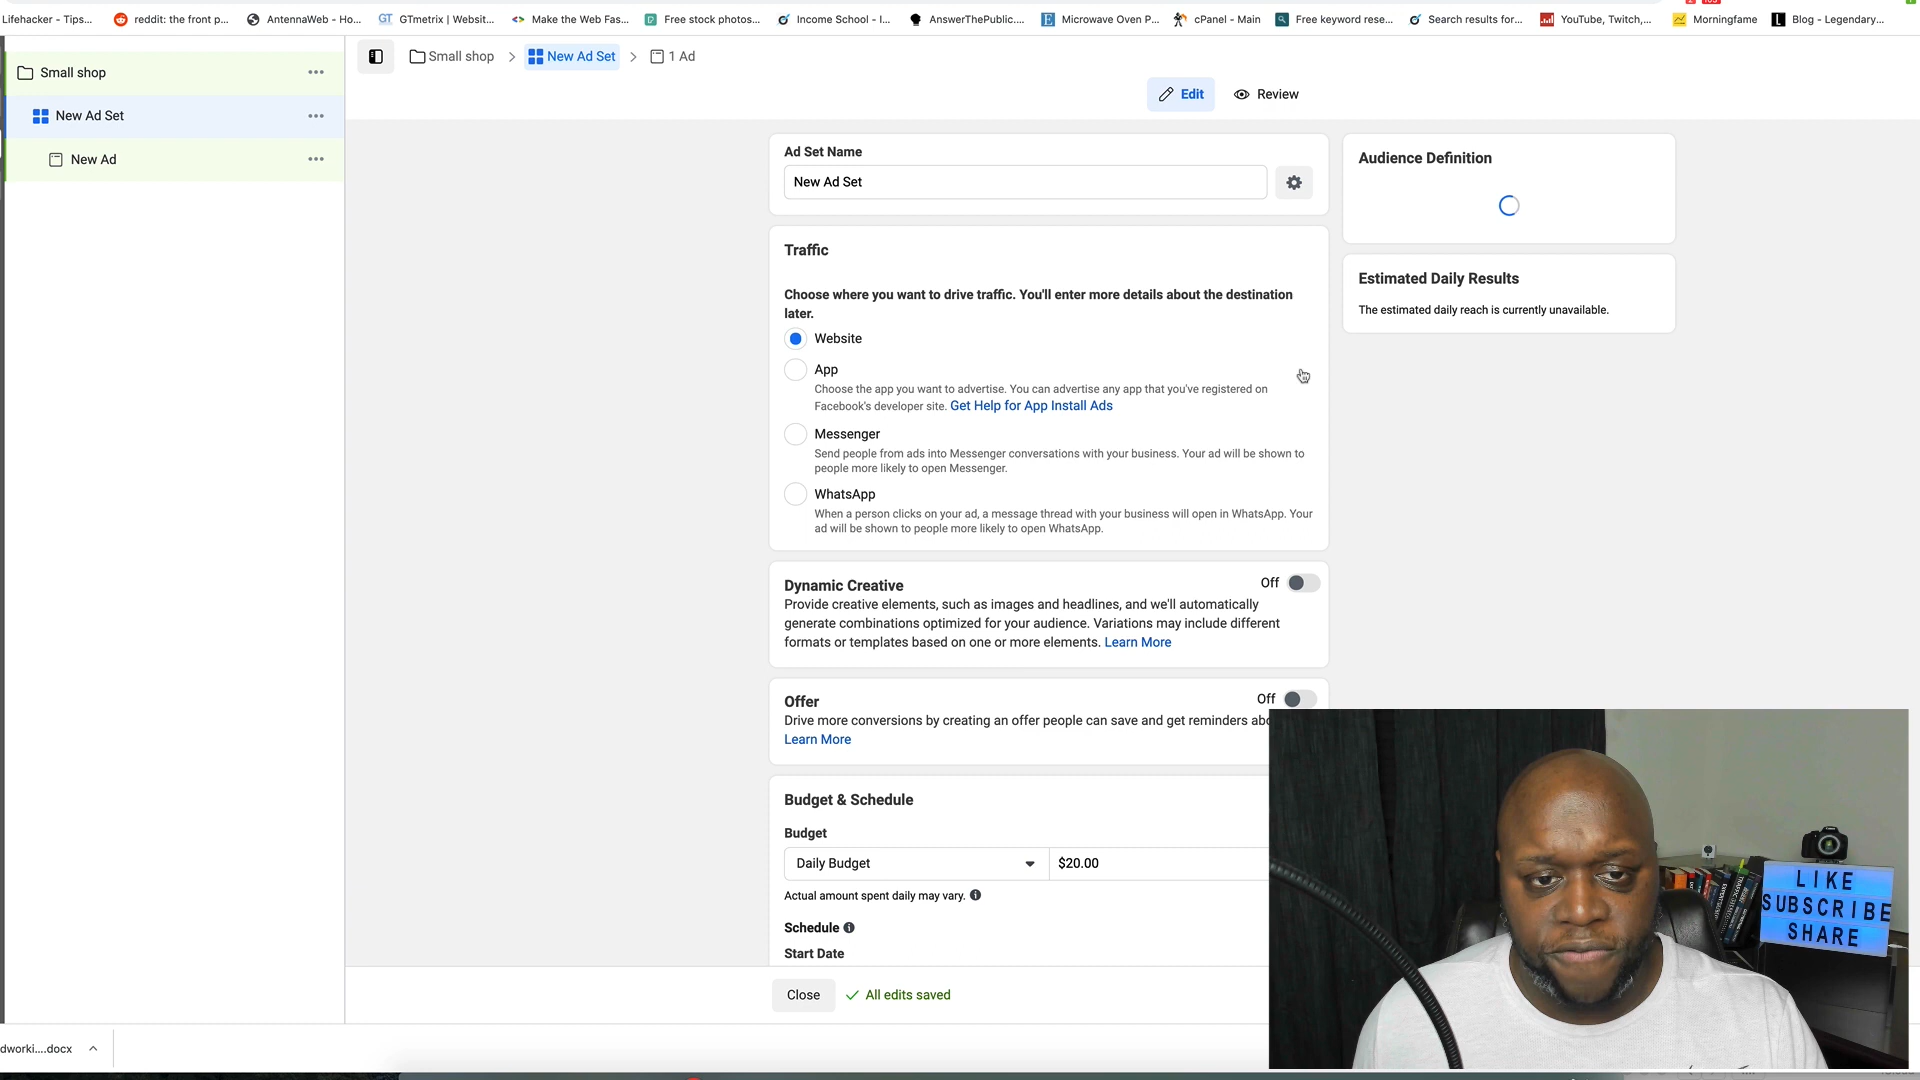 Lifehacker - Tips...
reddit: the front p...
AntennaWeb - Ho...
GT GTmetrix | Websit...
Make the Web Fas...
Free stock photos...
Income School - I...
AnswerThePublic....
E Microwave Oven P...
cPanel - Main
Free keyword rese...
Search results for...
YouTube, Twitch,...
Morningfame
L Blog - Legendary...
Small shop
New Ad Set
New Ad
Small shop
New Ad Set
1 Ad
Edit
Review
Ad Set Name
New Ad Set
Traffic
Choose where you want to drive traffic. You'll enter more details about the destination
later.
Website
App
Choose the app you want to advertise. You can advertise any app that you've registered on
Facebook's developer site. Get Help for App Install Ads
Messenger
Send people from ads into Messenger conversations with your business. Your ad will be shown to
people more likely to open Messenger.
WhatsApp
When a person clicks on your ad, a message thread with your business will open in WhatsApp. Your
ad will be shown to people more likely to open WhatsApp.
Dynamic Creative
Off
Provide creative elements, such as images and headlines, and we'll automatically
generate combinations optimized for your audience. Variations may include different
formats or templates based on one or more elements. Learn More
Offer
Off
Drive more conversions by creating an offer people can save and get reminders abo
Learn More
Budget & Schedule
Budget
Daily Budget
$20.00
Actual amount spent daily may vary.
Schedule
Start Date
Close
All edits saved
Audience Definition
Estimated Daily Results
The estimated daily reach is currently unavailable.
dworki....docx
LIKE
SUBSCRIBE
SHARE